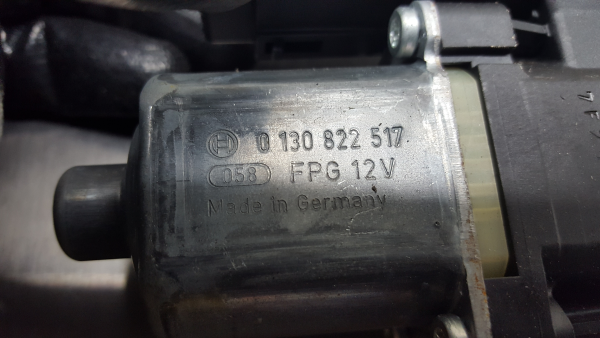 0 130 822 517
058 FPG 12V
Made in Germany